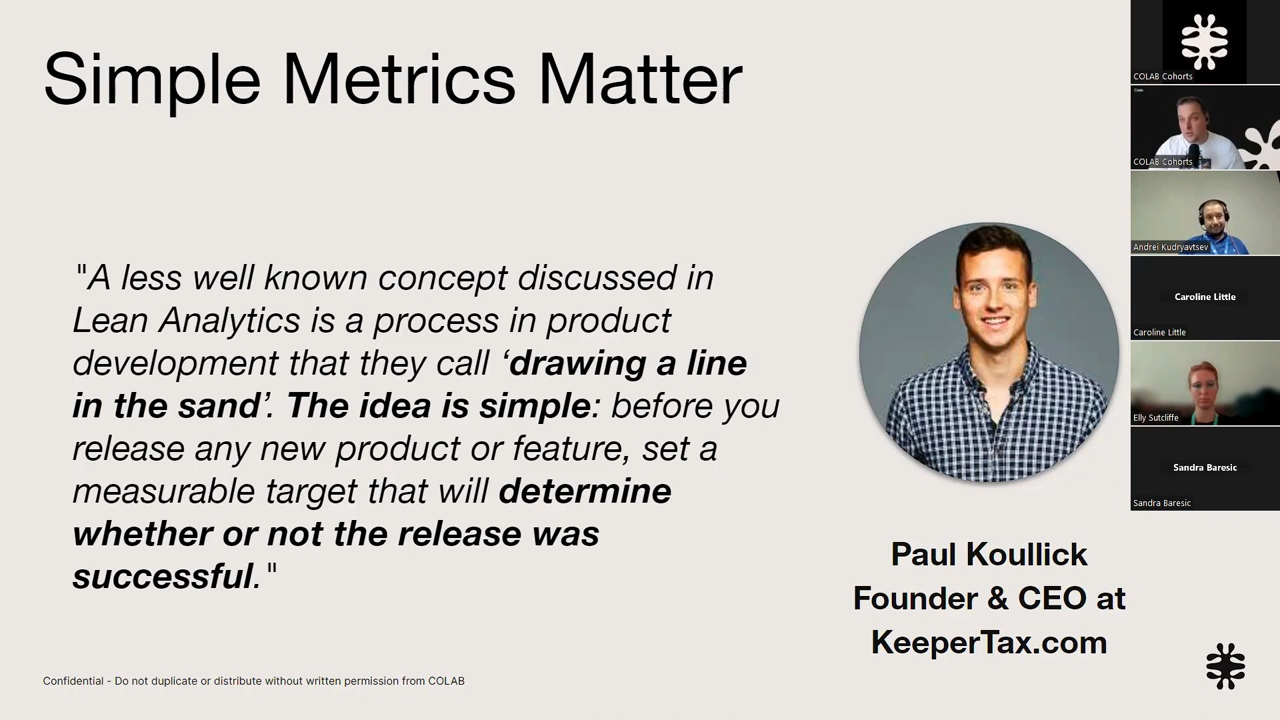 Simple Metrics Matter
"A less well known concept discussed in
Lean Analytics is a process in product
development that they call ‘drawing a line
in the sand’. The idea is simple: before you
release any new product or feature, set a
measurable target that will determine
whether or not the release was
successful."
Paul Koullick
Founder & CEO at
KeeperTax.com
Confidential - Do not duplicate or distribute without written permission from COLAB
COLAB Cohorts
COLAB Cohorts
Andrei Kudryavtsev
Caroline Little
Caroline Little
Elly Sutcliffe
Sandra Baresic
Sandra Baresic